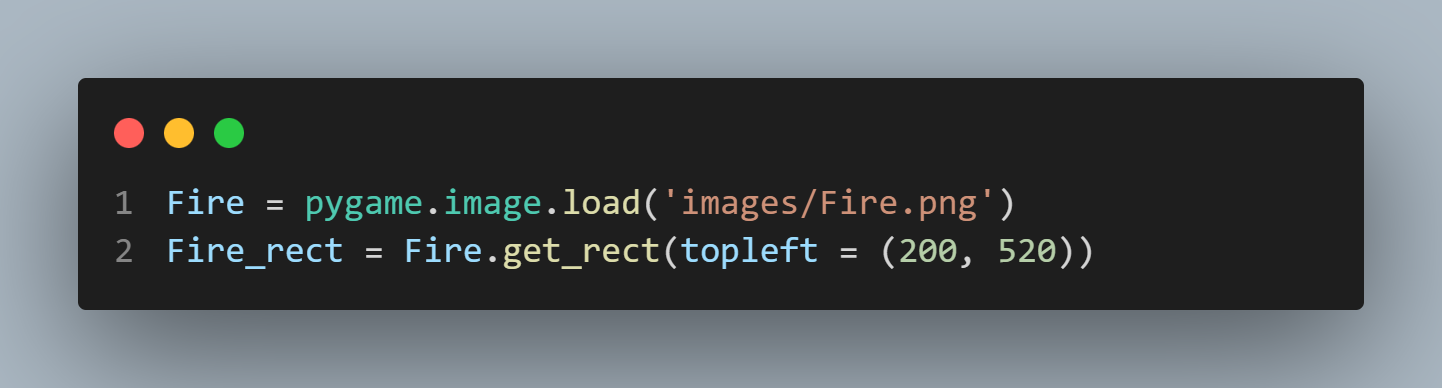 1 Fire = pygame.image.load('images/Fire.png')
2 Fire_rect = Fire.get_rect(topleft = (200, 520))